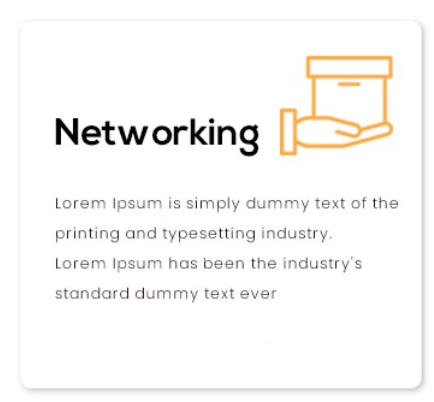 Networking
Lorem Ipsum is simply dummy text of the
printing and typesetting industry.
Lorem Ipsum has been the industry's
standard dummy text ever